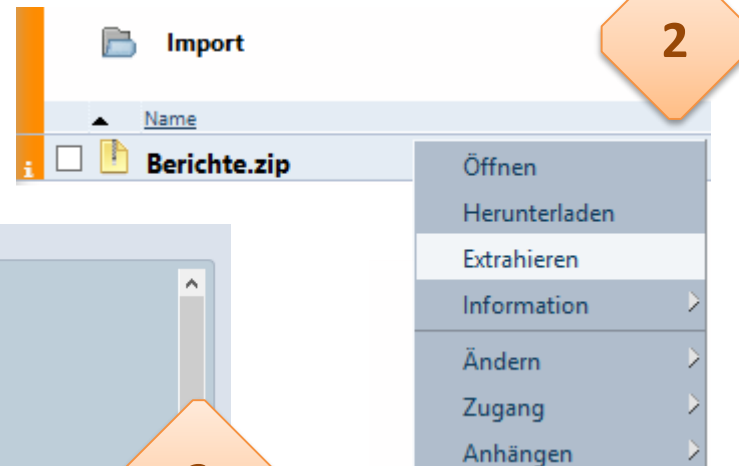 Import
2
Name
i
Berichte.zip
Öffnen
Herunterladen
Extrahieren
Information
Ändern
Zugang
Anhängen